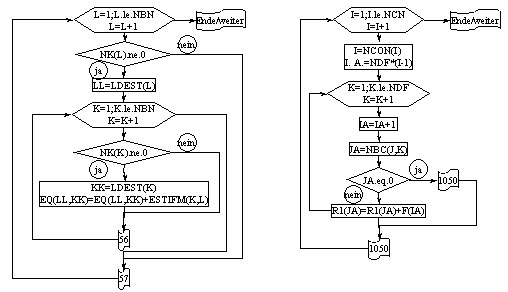 L=1;L.le.NBN
L=L+1
Ende/weiter
nein
NK(L).ne.0
ja
LL=LDEST(L)
K=1;K.le.NBN
K=K+1
nein
NK(K).ne.0
ja
KK=LDEST(K)
EQ(LL,KK)=EQ(LL,KK)+ESTIFM(K,L)
56
57
I=1;I.le.NCN
I=I+1
Ende/weiter
J=NCON(I)
I. A.=NDF*(I-1)
K=1;K.le.NDF
K=K+1
IA=IA+1
JA=NBC(J,K)
ja
JA.eq.0
1050
nein
R1(JA)=R1(JA)+F(IA)
1050